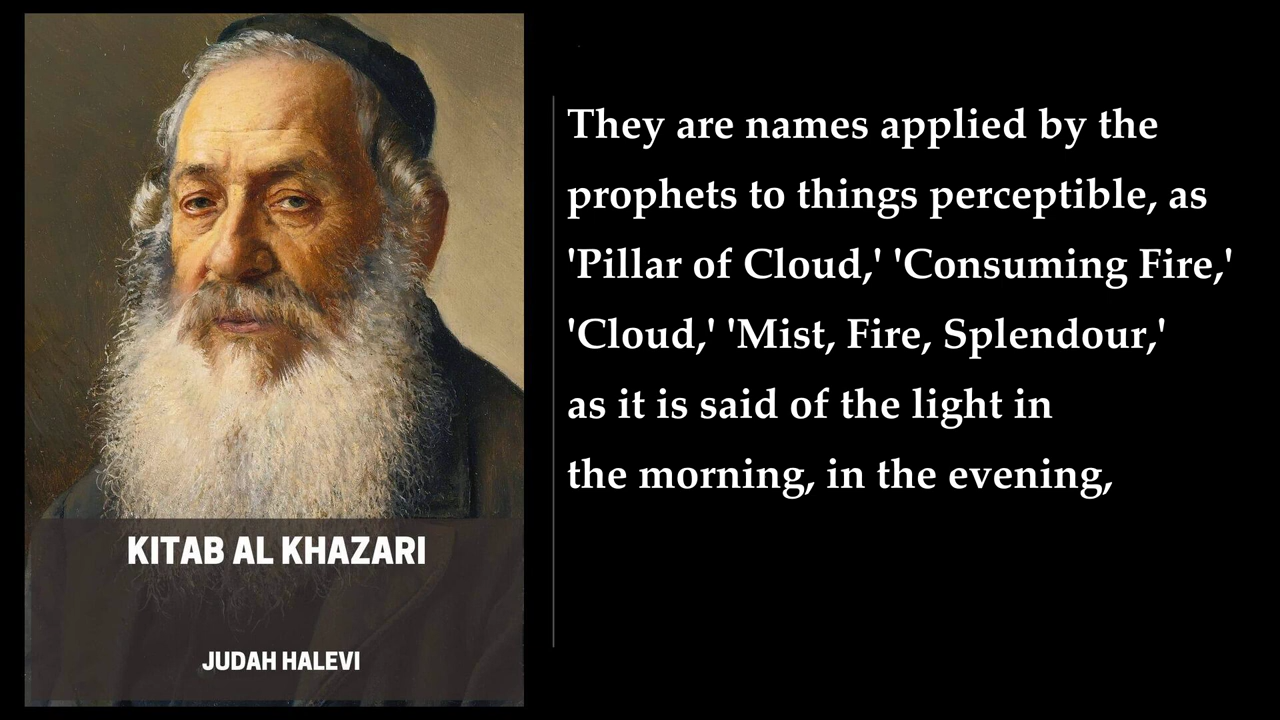 KITAB AL KHAZARI
JUDAH HALEVI
They are names applied by the
prophets to things perceptible, as
'Pillar of Cloud,' 'Consuming Fire,'
'Cloud,' 'Mist, Fire, Splendour,'
as it is said of the light in
the morning, in the evening,